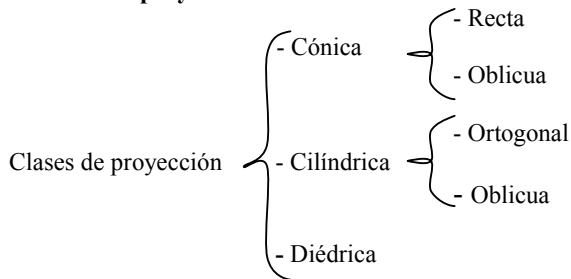 - Recta
- Cónica
- Oblicua
- Ortogonal
Clases de proyección
- Cilíndrica
- Oblicua
- Diédrica